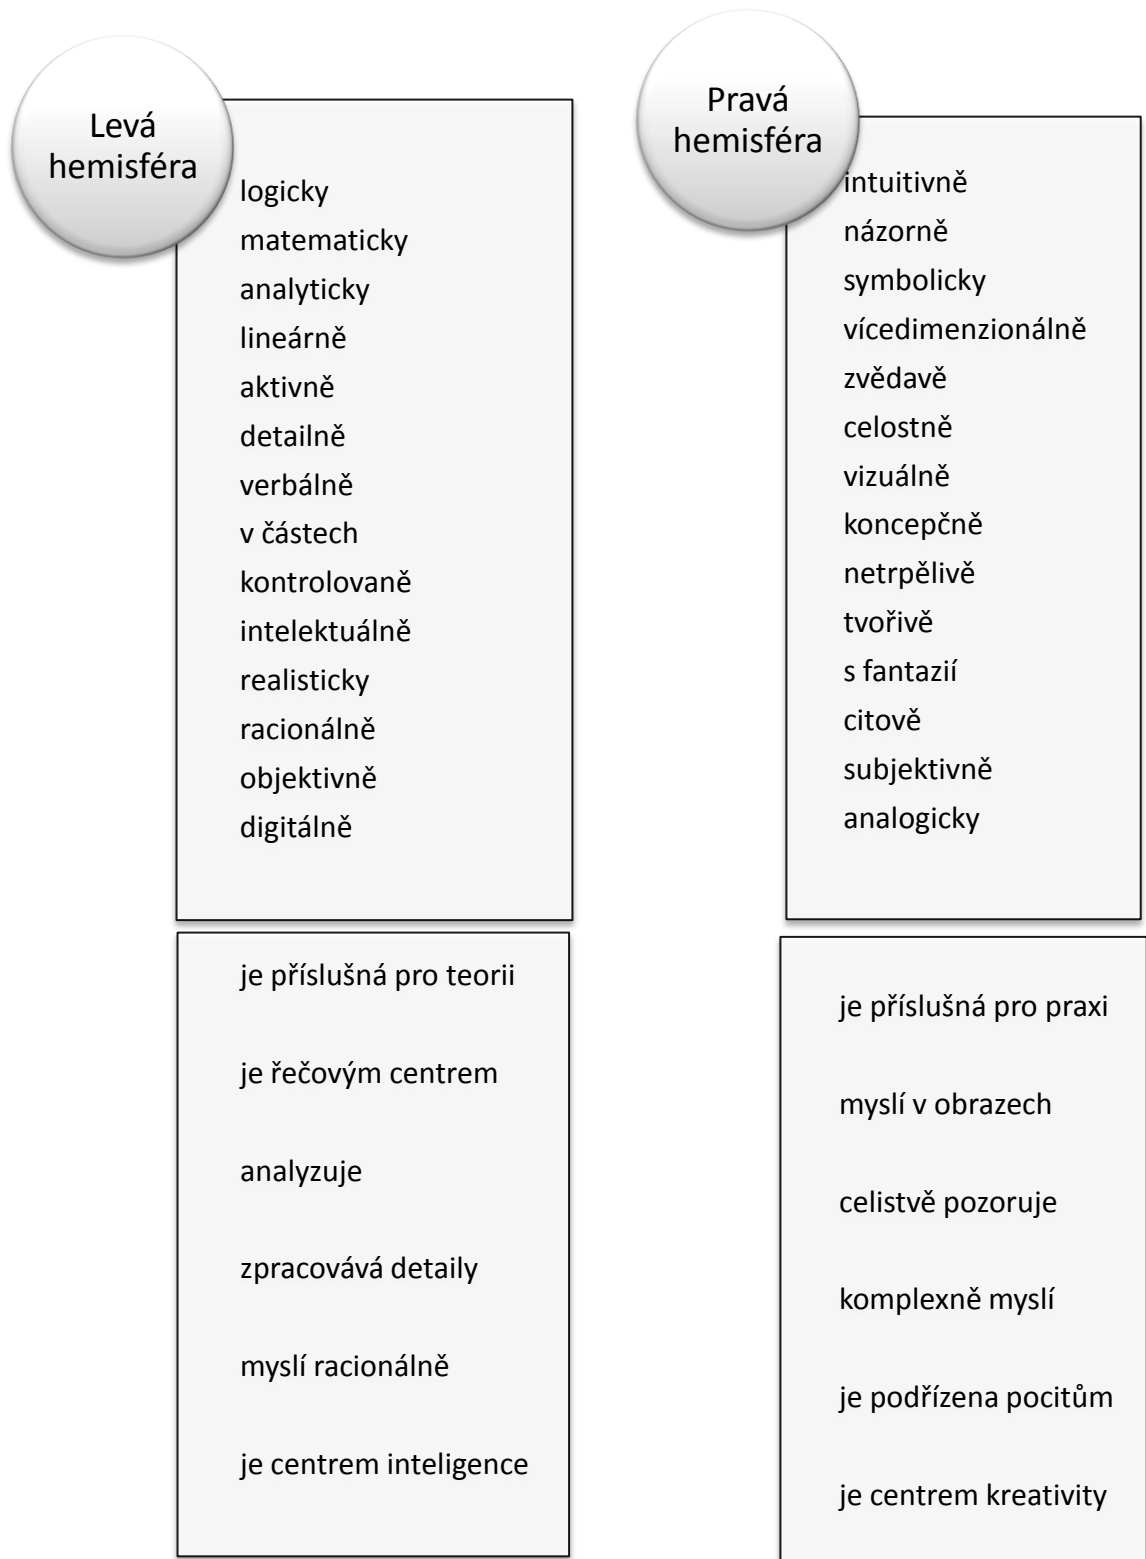 Levá
hemisféra
logicky
matematicky
analyticky
lineárně
aktivně
detailně
verbálně
v částech
kontrolovaně
intelektuálně
realisticky
racionálně
objektivně
digitálně
je příslušná pro teorii
je řečovým centrem
analyzuje
zpracovává detaily
myslí racionálně
je centrem inteligence
Pravá
hemisféra
intuitivně
názorně
symbolicky
vícedimenzionálně
zvědavě
celostně
vizuálně
koncepčně
netrpělivě
tvořivě
s fantazií
citově
subjektivně
analogicky
je příslušná pro praxi
myslí v obrazech
celistvě pozoruje
komplexně myslí
je podřízena pocitům
je centrem kreativity